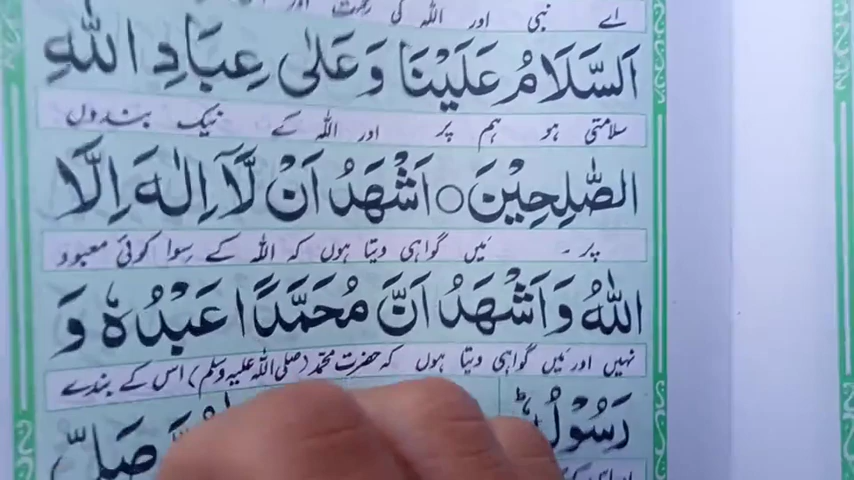 اے نبی اور اللہ کی رحمت اور
اَلسَّلَامُ عَلَيْنَا وَعَلٰى عِبَادِ اللّٰهِ
سلامتی ہو ہم پر اور اللہ کے نیک بندوں
الصّٰلِحِيْنَ○ اَشْهَدُ اَنْ لَّاۤ اِلٰهَ اِلَّا
پر ۔ میں گواہی دیتا ہوں کہ اللہ کے سوا کوئی معبود
اللّٰهُ وَاَشْهَدُ اَنَّ مُحَمَّدًا عَبْدُهٗ وَ
نہیں اور میں گواہی دیتا ہوں کہ حضرت محمّد (صلی اللہ علیہ وسلم) اس کے بندے
رَسُوْلُهٗ صَلِّ